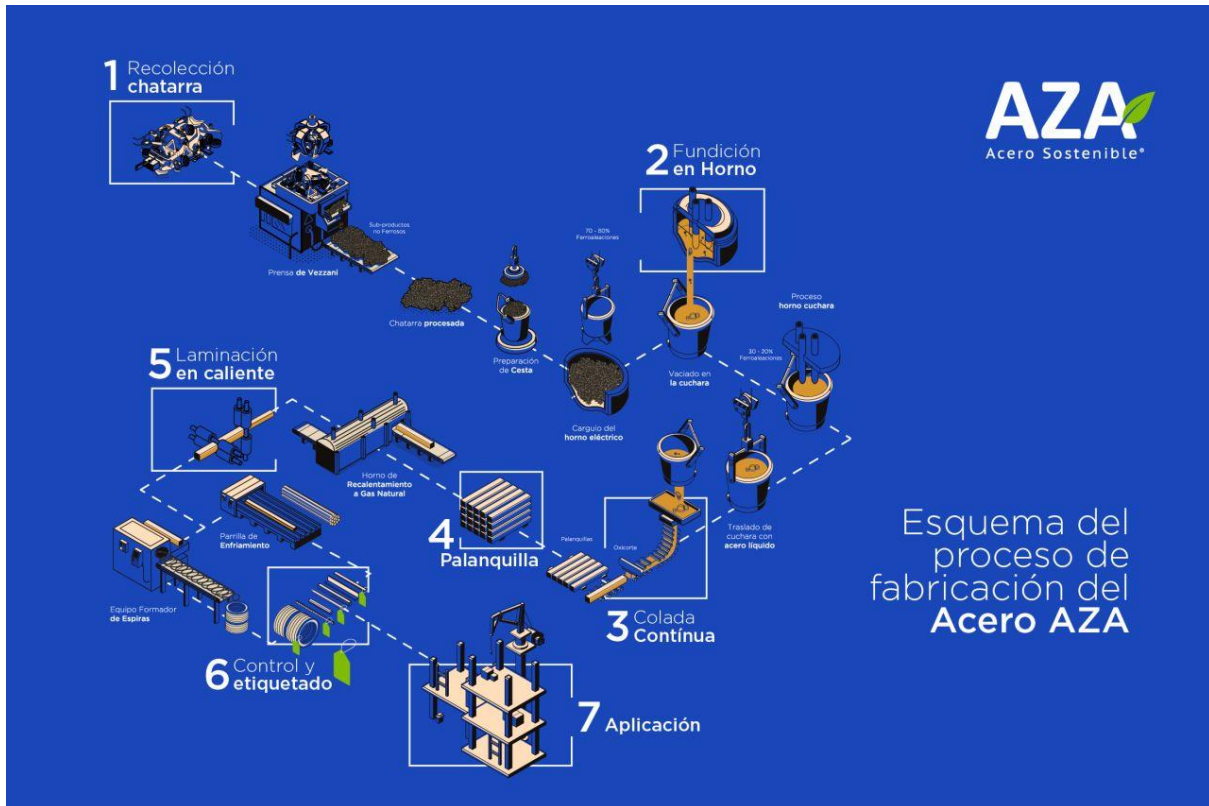 1 Recolección
chatarra
AZA
Acero Sostenible®
2 Fundición
en Horno
Sub-productos
no Ferrosos
Prensa de Vezzani
70 - 80%
Ferroaleaciones
Chatarra procesada
Preparación
de Cesta
Carguio del
horno eléctrico
Vaciado en
la cuchara
Proceso
horno cuchara
30 - 20%
Ferroaleaciones
Traslado de
cuchara con
acero líquido
3 Colada
Contínua
Oxicorte
Palanquillas
4
Palanquilla
Horno de
Recalentamiento
a Gas Natural
5 Laminación
en caliente
Parrilla de
Enfriamiento
Equipo Formador
de Espiras
6 Control y
etiquetado
7 Aplicación
Esquema del
proceso de
fabricación del
Acero AZA